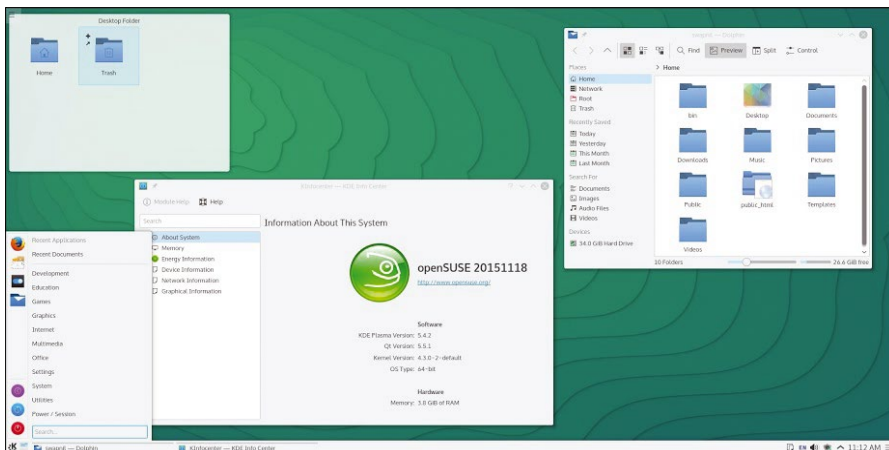 Desktop Folder
Home
Trash
Dolphin
Find
Preview
Split
Control
Places
Home
Network
Root
Trash
Recently Saved
Today
Yesterday
This Month
Last Month
Search For
Documents
Images
Audio Files
Videos
Devices
34.0 GiB Hard Drive
> Home
bin
Desktop
Documents
Downloads
Music
Pictures
Public
public_html
Templates
Videos
10 Folders
26.6 GiB free
KInfocenter — KDE Info Center
Module Help
Help
Search
About System
Memory
Energy Information
Device Information
Network Information
Graphical Information
Information About This System
openSUSE 20151118
http://www.opensuse.org/
Software
KDE Plasma Version: 5.4.2
Qt Version: 5.5.1
Kernel Version: 4.3.0-2-default
OS Type: 64-bit
Hardware
Memory: 3.8 GiB of RAM
Recent Applications
Recent Documents
Development
Education
Games
Graphics
Internet
Multimedia
Office
Settings
System
Utilities
Power / Session
Search...
— Dolphin
KInfocenter — KDE Info Center
EN
11:12 AM